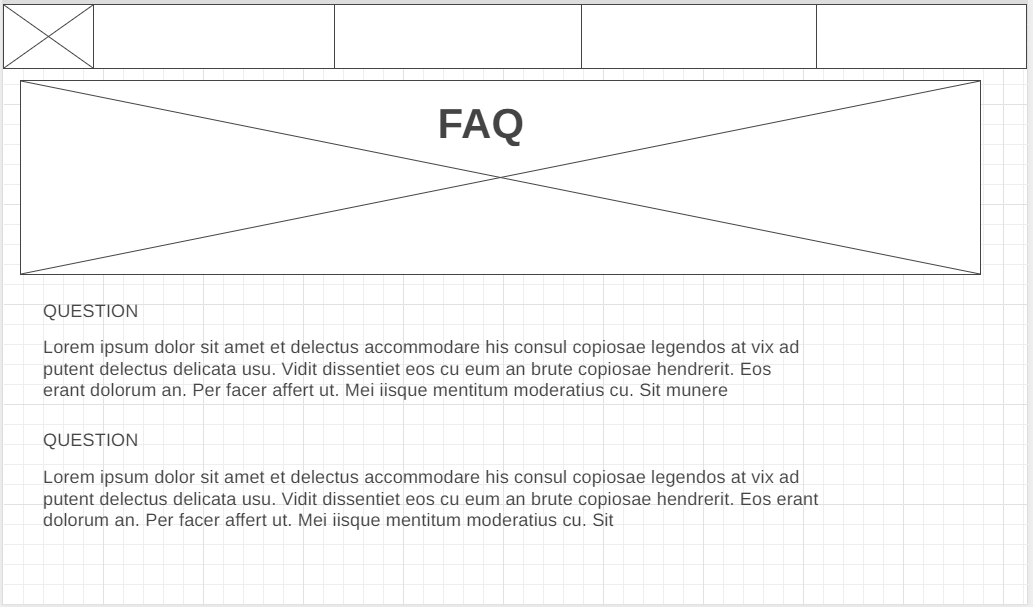 FAQ
QUESTION
Lorem ipsum dolor sit amet et delectus accommodare his consul copiosae legendos at vix ad
putent delectus delicata usu. Vidit dissentiet eos cu eum an brute copiosae hendrerit. Eos
erant dolorum an. Per facer affert ut. Mei iisque mentitum moderatius cu. Sit munere
QUESTION
Lorem ipsum dolor sit amet et delectus accommodare his consul copiosae legendos at vix ad
putent delectus delicata usu. Vidit dissentiet eos cu eum an brute copiosae hendrerit. Eos erant
dolorum an. Per facer affert ut. Mei iisque mentitum moderatius cu. Sit